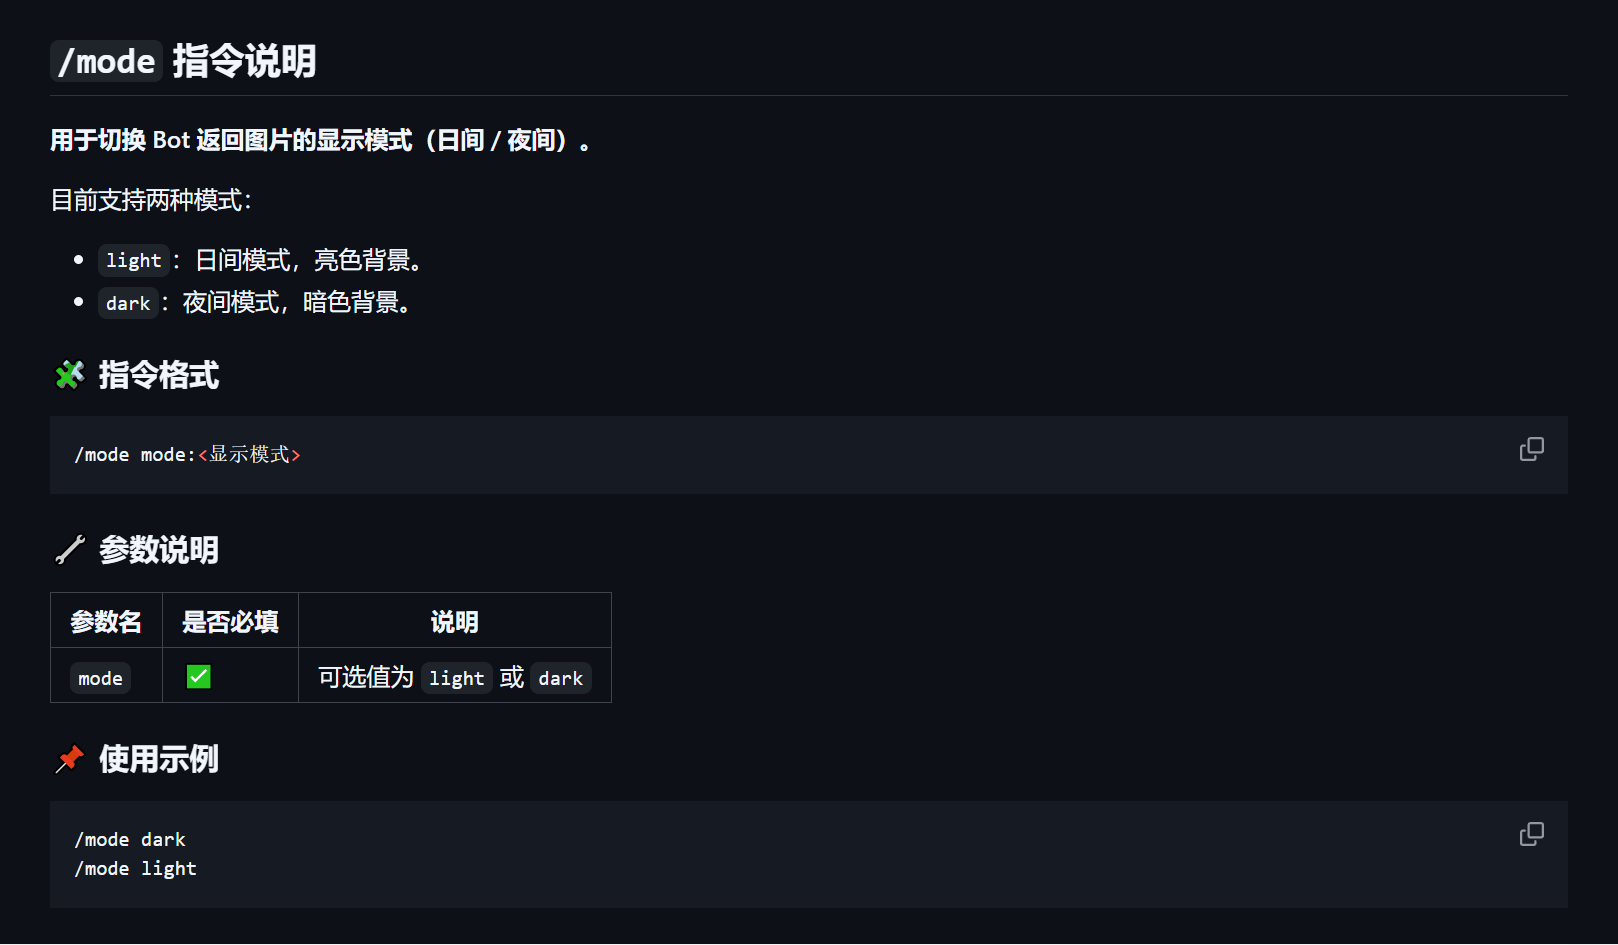 /mode 指令说明
用于切换 Bot 返回图片的显示模式（日间 / 夜间）。
目前支持两种模式：
light：日间模式，亮色背景。
dark：夜间模式，暗色背景。
🧩 指令格式
/mode mode:<显示模式>
🔧 参数说明
参数名 是否必填 说明
mode ✅ 可选值为 light 或 dark
📌 使用示例
/mode dark
/mode light